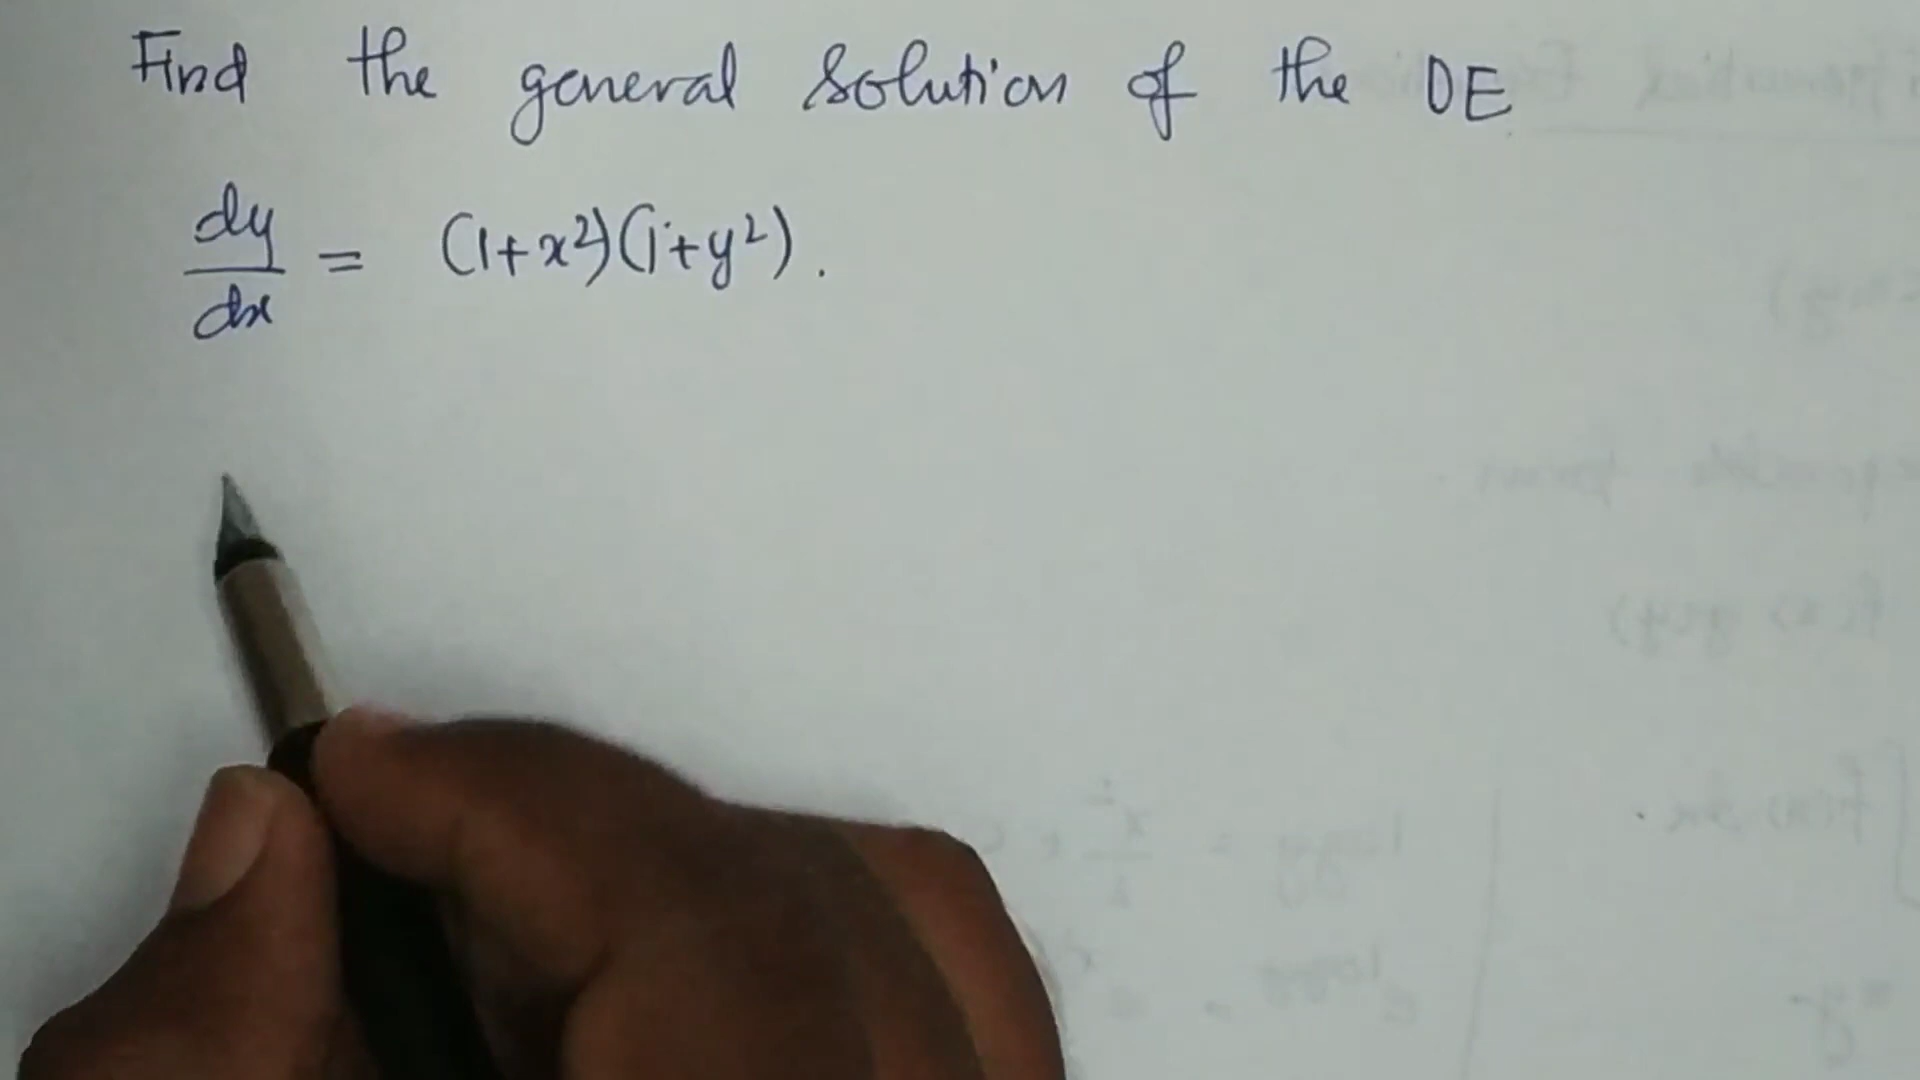 Find the general solution of the DE
dy/dx = (1+x²)(1+y²).